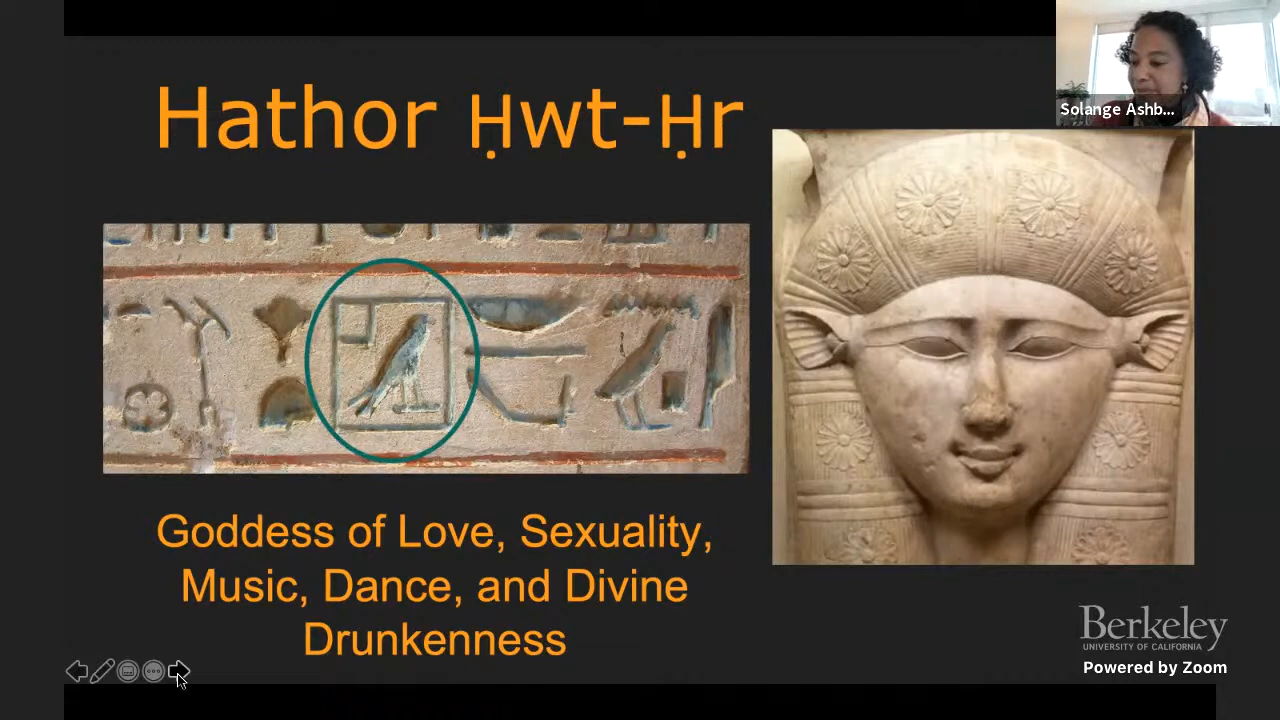 Hathor Ḥwt-Ḥr
Solange Ashb...
Goddess of Love, Sexuality,
Music, Dance, and Divine
Drunkenness
Berkeley
UNIVERSITY OF CALIFORNIA
Powered by Zoom